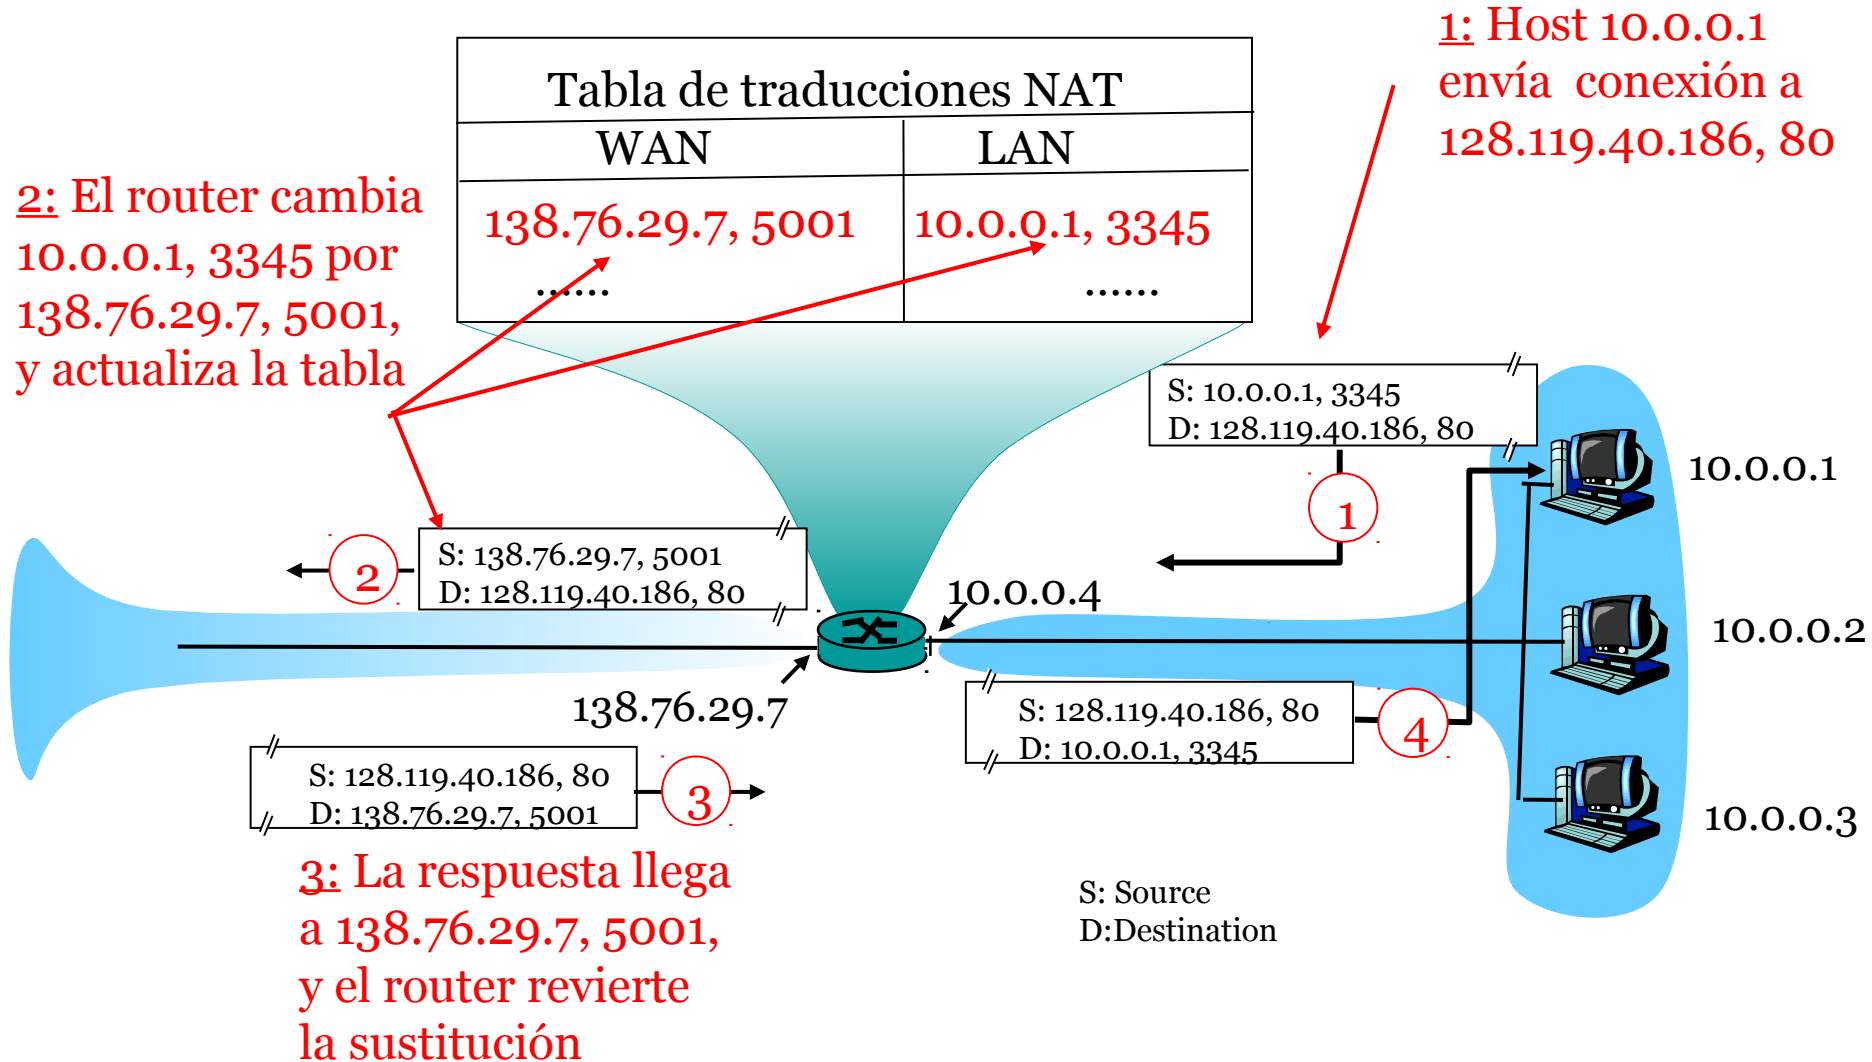 1: Host 10.0.0.1
envía conexión a
128.119.40.186, 80
Tabla de traducciones NAT
WAN LAN
138.76.29.7, 5001 10.0.0.1, 3345
...... ......
2: El router cambia
10.0.0.1, 3345 por
138.76.29.7, 5001,
y actualiza la tabla
S: 10.0.0.1, 3345
D: 128.119.40.186, 80
1
10.0.0.1
S: 138.76.29.7, 5001
D: 128.119.40.186, 80
2
10.0.0.4
10.0.0.2
138.76.29.7
S: 128.119.40.186, 80
D: 10.0.0.1, 3345
4
S: 128.119.40.186, 80
D: 138.76.29.7, 5001
3
10.0.0.3
3: La respuesta llega
a 138.76.29.7, 5001,
y el router revierte
la sustitución
S: Source
D:Destination